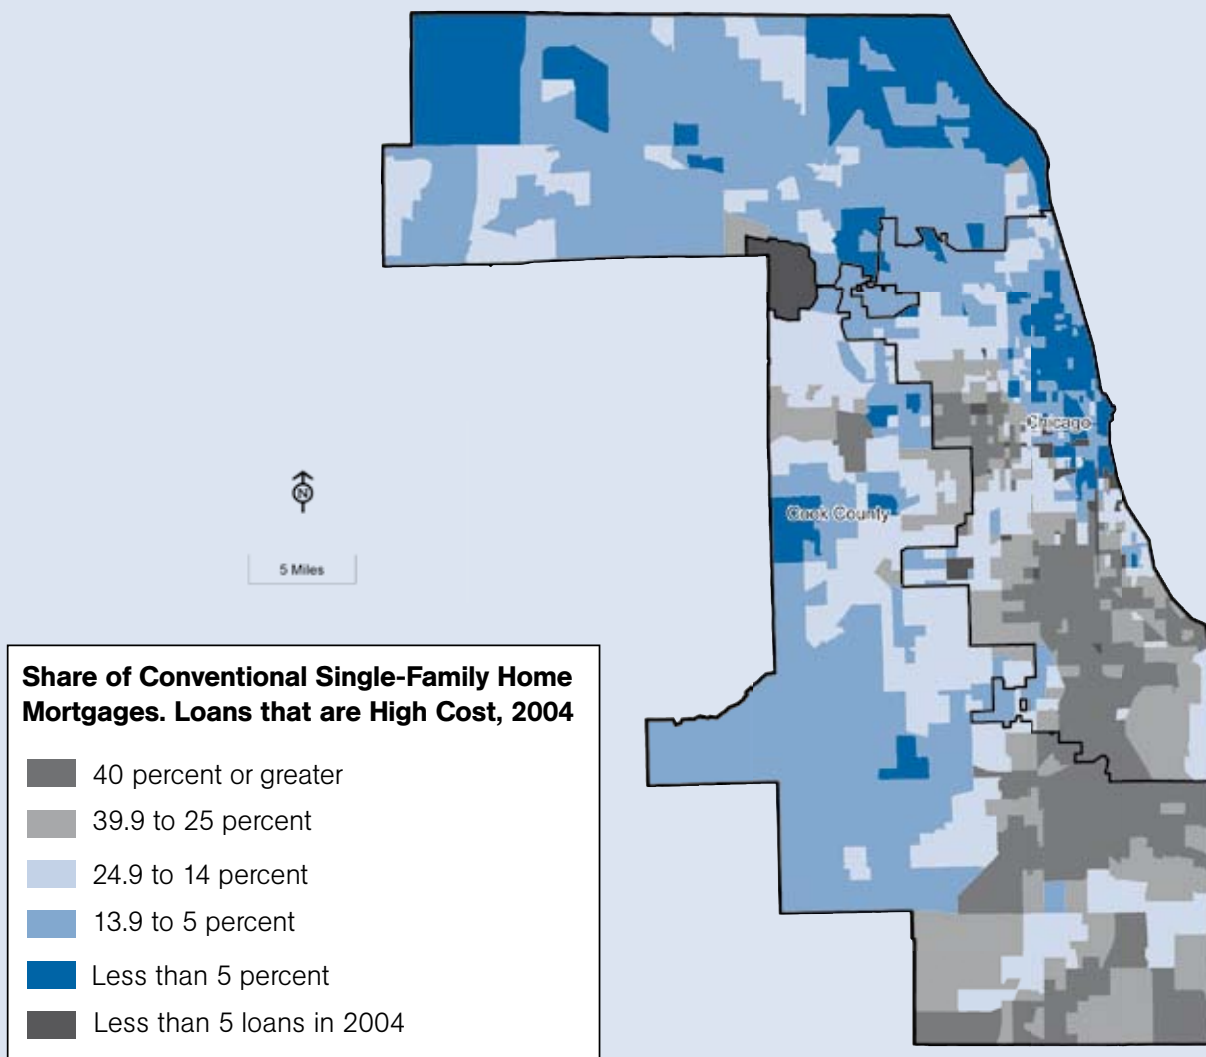 Chicago
Cook County
N
5 Miles
Share of Conventional Single-Family Home
Mortgages. Loans that are High Cost, 2004
40 percent or greater
39.9 to 25 percent
24.9 to 14 percent
13.9 to 5 percent
Less than 5 percent
Less than 5 loans in 2004